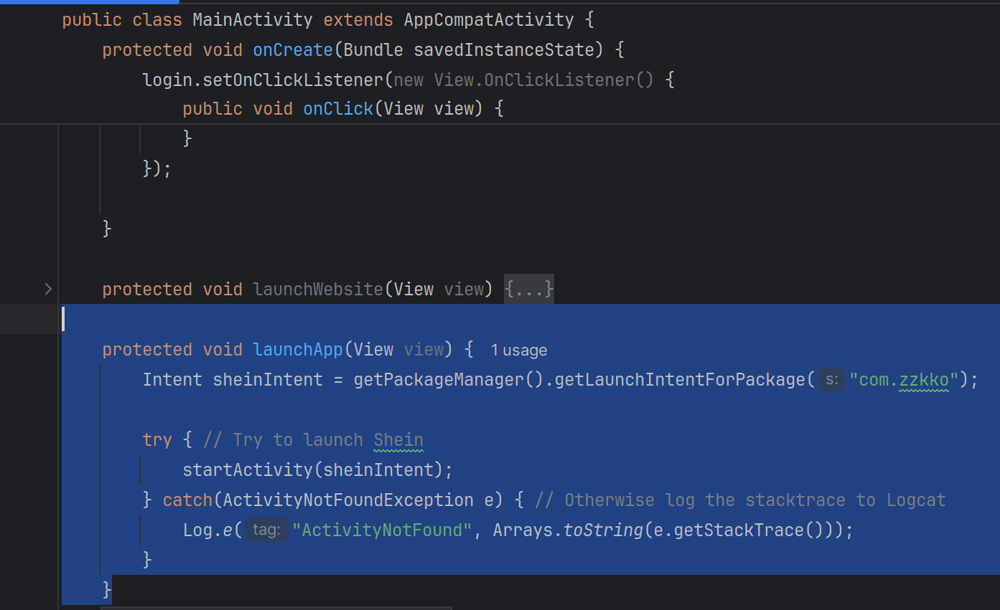 public class MainActivity extends AppCompatActivity {
protected void onCreate(Bundle savedInstanceState) {
login.setOnClickListener(new View.OnClickListener() {
public void onClick(View view) {
}
});
}
protected void launchWebsite(View view) {...}
protected void launchApp(View view) { 1 usage
Intent sheinIntent = getPackageManager().getLaunchIntentForPackage( s: "com.zzkko");
try { // Try to launch Shein
startActivity(sheinIntent);
} catch(ActivityNotFoundException e) { // Otherwise log the stacktrace to Logcat
Log.e( tag: "ActivityNotFound", Arrays.toString(e.getStackTrace()));
}
}